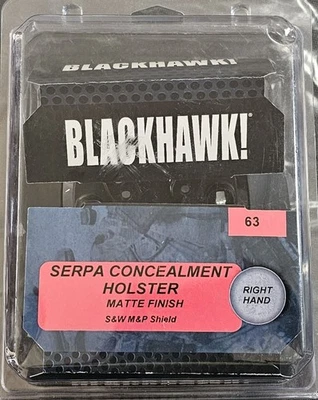 BLACKHAWK!
BLACKHAWK!
63
SERPA CONCEALMENT
HOLSTER
MATTE FINISH
S&W M&P Shield
RIGHT
HAND